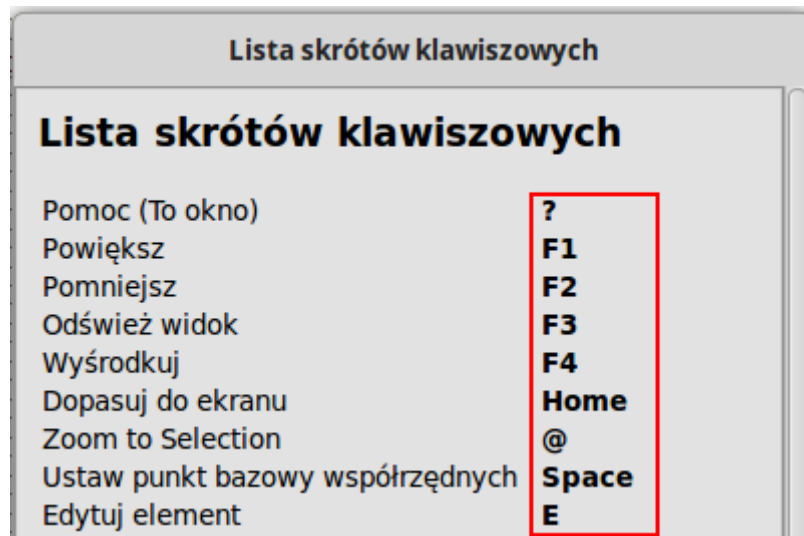 Lista skrótów klawiszowych
Lista skrótów klawiszowych
Pomoc (To okno) ?
Powiększ F1
Pomniejsz F2
Odśwież widok F3
Wyśrodkuj F4
Dopasuj do ekranu Home
Zoom to Selection @
Ustaw punkt bazowy współrzędnych Space
Edytuj element E